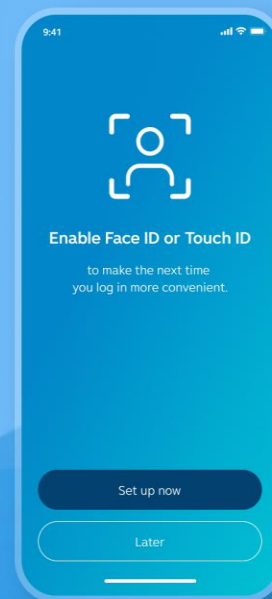 9:41
Enable Face ID or Touch ID
to make the next time
you log in more convenient.
Set up now
Later